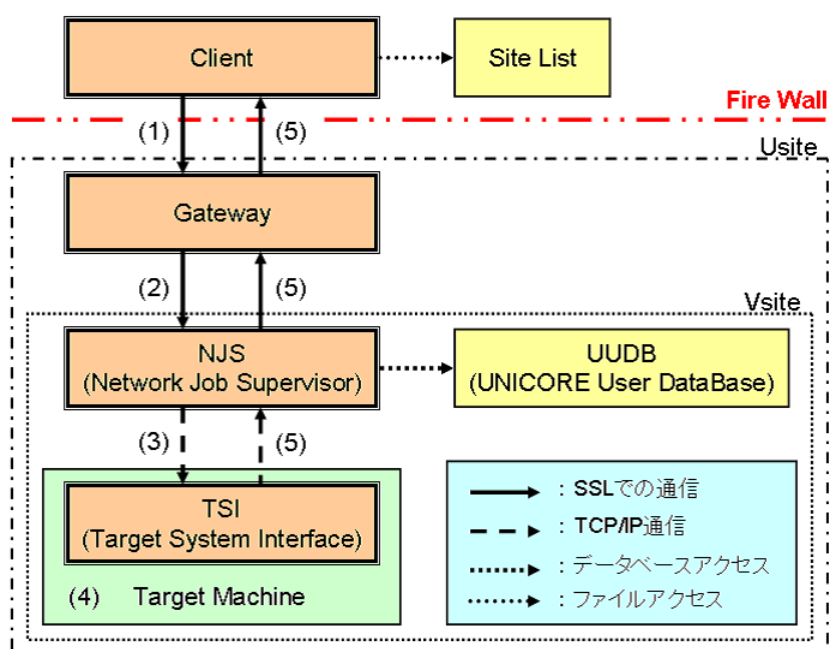 Client
Site List
Fire Wall
(1)
(5)
Usite
Gateway
(2)
(5)
Vsite
NJS
(Network Job Supervisor)
UUDB
(UNICORE User DataBase)
(3)
(5)
TSI
(Target System Interface)
(4) Target Machine
：SSLでの通信
：TCP/IP通信
：データベースアクセス
：ファイルアクセス